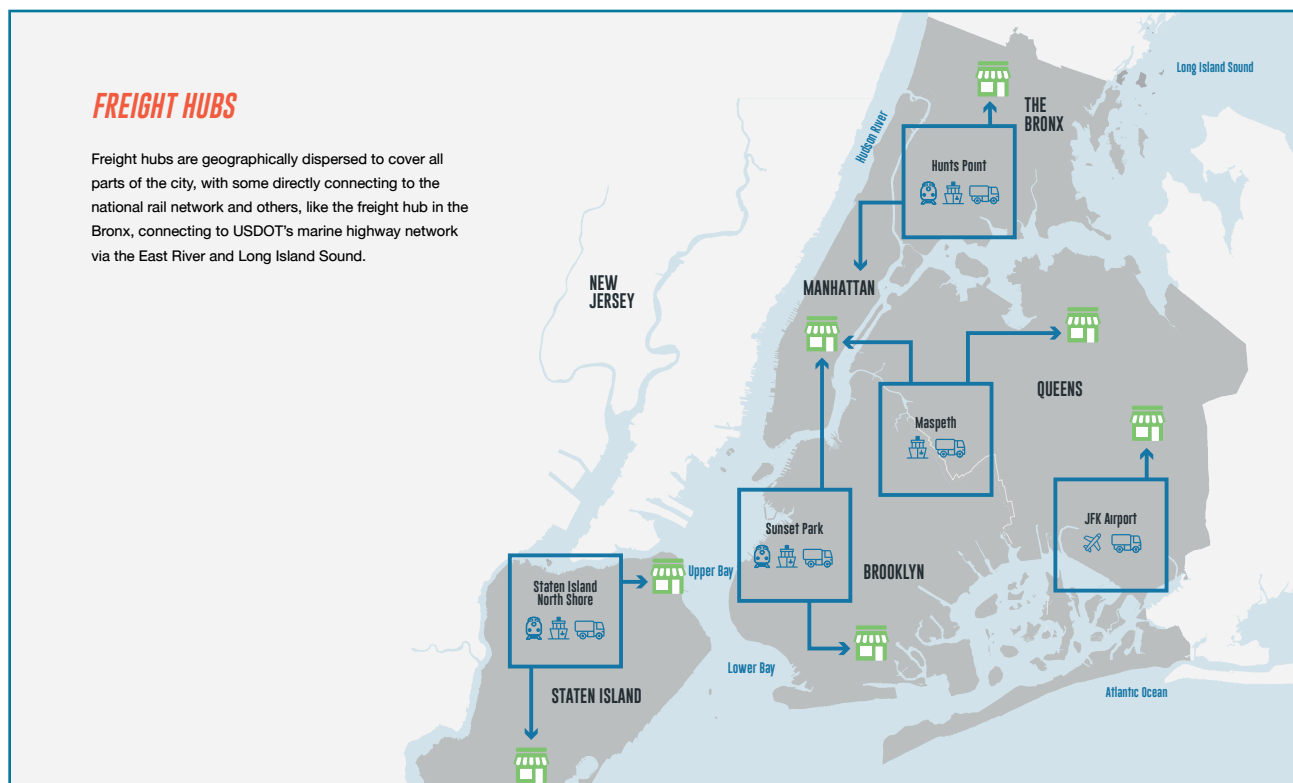 FREIGHT HUBS
Freight hubs are geographically dispersed to cover all
parts of the city, with some directly connecting to the
national rail network and others, like the freight hub in the
Bronx, connecting to USDOT’s marine highway network
via the East River and Long Island Sound.
Long Island Sound
THE
BRONX
Hudson River
Hunts Point
NEW
JERSEY
MANHATTAN
QUEENS
Maspeth
JFK Airport
Sunset Park
BROOKLYN
Upper Bay
Staten Island
North Shore
Lower Bay
STATEN ISLAND
Atlantic Ocean